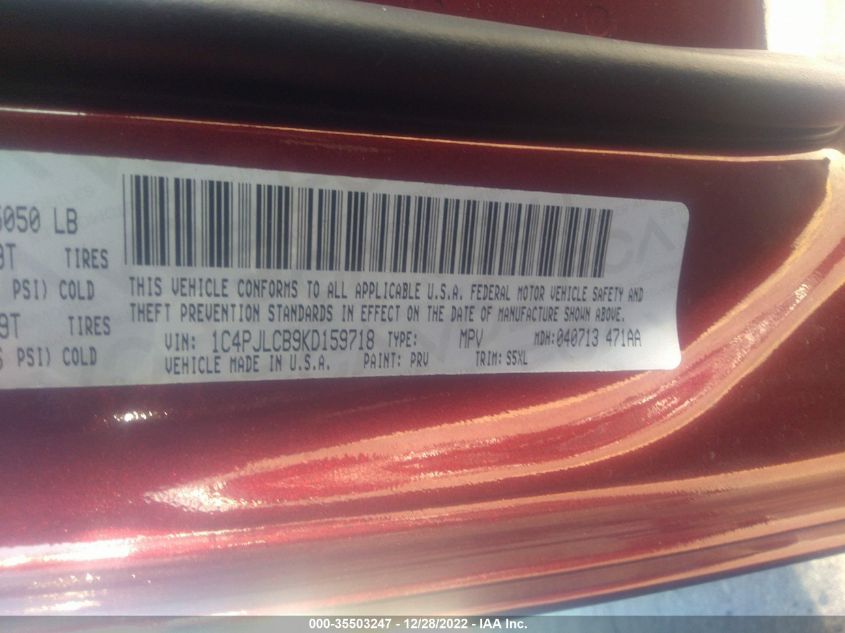 5050 LB
9T TIRES
PSI) COLD
9T TIRES
PSI) COLD
THIS VEHICLE CONFORMS TO ALL APPLICABLE U.S.A. FEDERAL MOTOR VEHICLE SAFETY AND
THEFT PREVENTION STANDARDS IN EFFECT ON THE DATE OF MANUFACTURE SHOWN ABOVE.
VIN: 1C4PJLCB9KD159718 TYPE: MPV MDH: 040713 471AA
VEHICLE MADE IN U.S.A. PAINT: PRV TRIM: S5XL
000-35503247 - 12/28/2022 - IAA Inc.